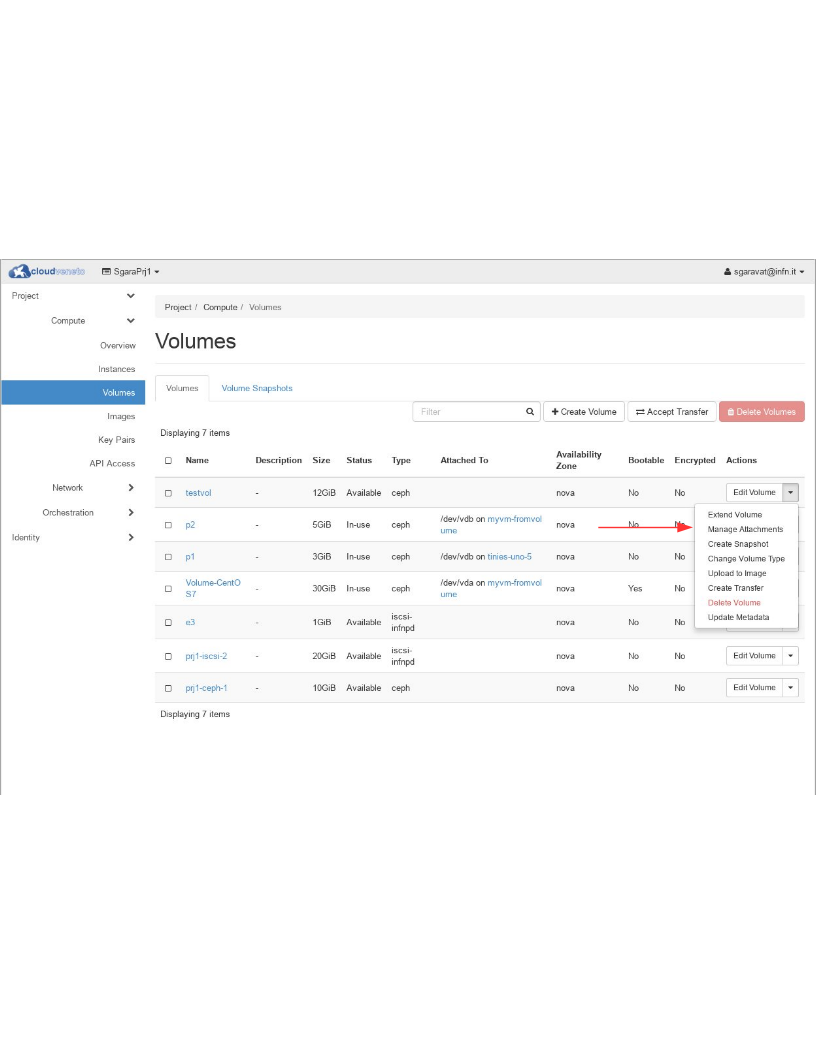 cloudveneto SgaraPrj1 sgaravat@infn.it
Project
Compute
Overview
Instances
Volumes
Images
Key Pairs
API Access
Network
Orchestration
Identity
Project / Compute / Volumes
Volumes
Volumes Volume Snapshots
Filter Create Volume Accept Transfer Delete Volumes
Displaying 7 items
Name Description Size Status Type Attached To Availability Zone Bootable Encrypted Actions
testvol - 12GiB Available ceph nova No No Edit Volume
p2 - 5GiB In-use ceph /dev/vdb on myvm-fromvol
ume nova No No
p1 - 3GiB In-use ceph /dev/vdb on tinies-uno-5 nova No No
Volume-CentO
S7 - 30GiB In-use ceph /dev/vda on myvm-fromvol
ume nova Yes No
e3 - 1GiB Available iscsi-
infnpd nova No No
prj1-iscsi-2 - 20GiB Available iscsi-
infnpd nova No No Edit Volume
prj1-ceph-1 - 10GiB Available ceph nova No No Edit Volume
Extend Volume
Manage Attachments
Create Snapshot
Change Volume Type
Upload to Image
Create Transfer
Delete Volume
Update Metadata
Displaying 7 items